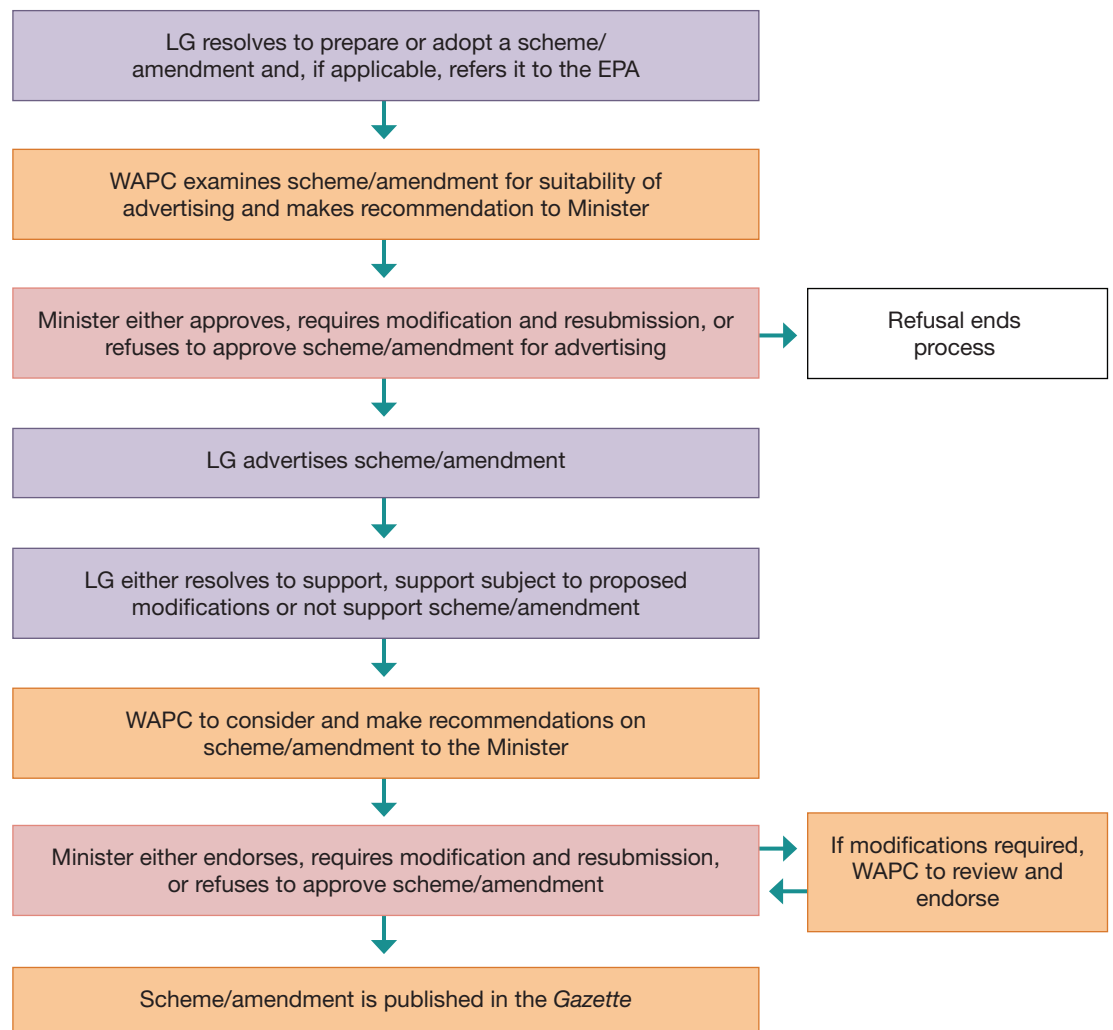 LG resolves to prepare or adopt a scheme/
amendment and, if applicable, refers it to the EPA
WAPC examines scheme/amendment for suitability of
advertising and makes recommendation to Minister
Minister either approves, requires modification and resubmission, or
refuses to approve scheme/amendment for advertising
Refusal ends
process
LG advertises scheme/amendment
LG either resolves to support, support subject to proposed
modifications or not support scheme/amendment
WAPC to consider and make recommendations on
scheme/amendment to the Minister
Minister either endorses, requires modification and resubmission,
or refuses to approve scheme/amendment
If modifications required,
WAPC to review and
endorse
Scheme/amendment is published in the Gazette